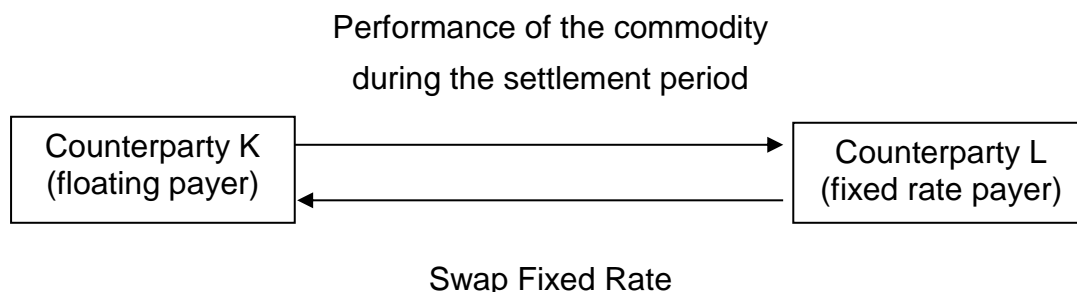 Performance of the commodity
during the settlement period
Counterparty K
(floating payer)
Counterparty L
(fixed rate payer)
Swap Fixed Rate